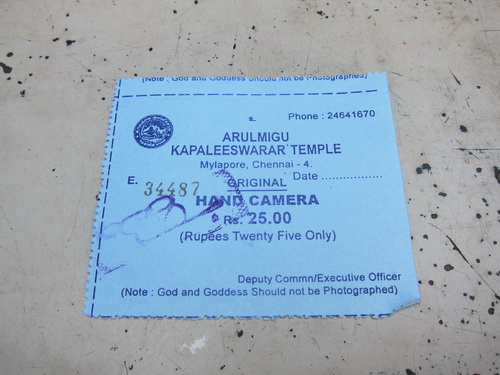 (Note : God and Goddess Should not be Photographed)
Phone : 24641670
ARULMIGU
KAPALEESWARAR TEMPLE
Mylapore, Chennai - 4.
Date ................
E. 34487
ORIGINAL
HAND CAMERA
Rs. 25.00
(Rupees Twenty Five Only)
Deputy Commn/Executive Officer
(Note : God and Goddess Should not be Photographed)